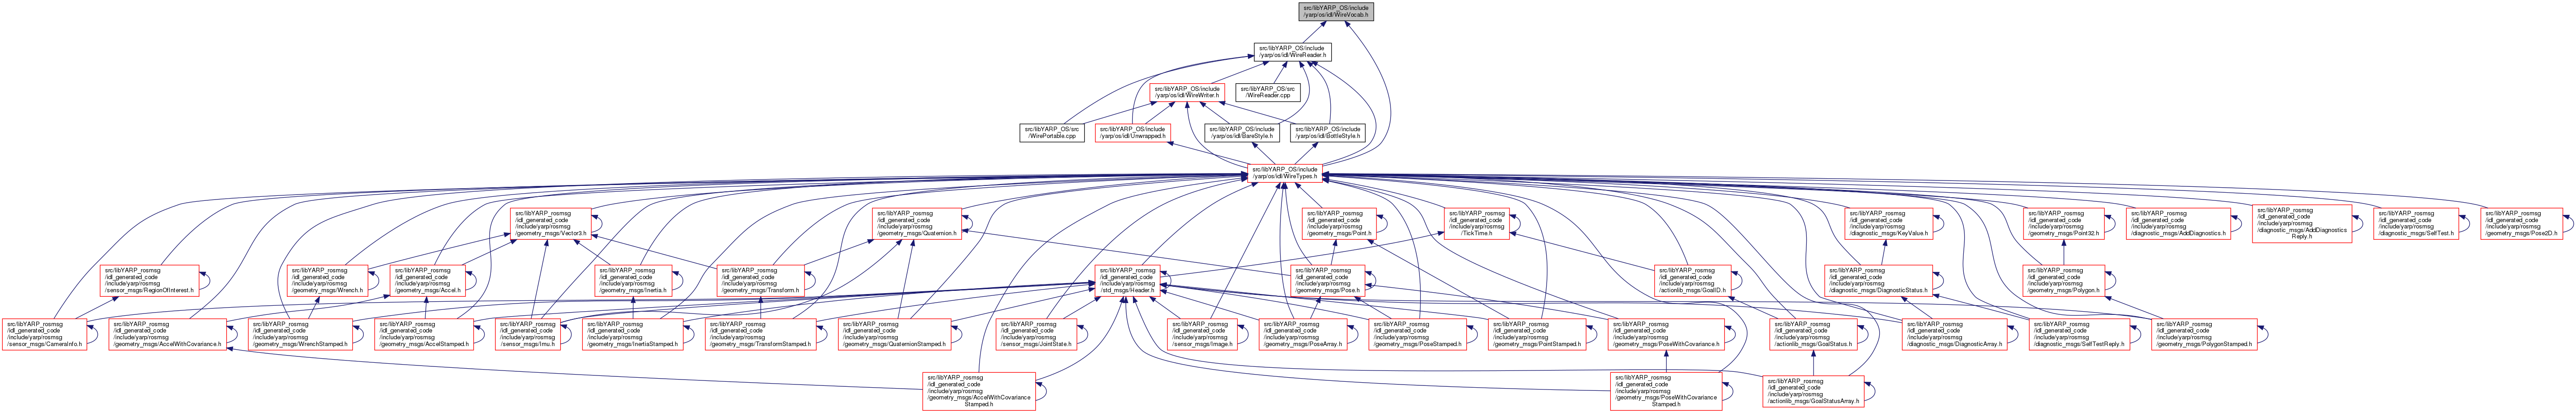 src/libYARP_OS/include
/yarp/os/idl/WireVocab.h
src/libYARP_OS/include
/yarp/os/idl/WireReader.h
src/libYARP_OS/include
/yarp/os/idl/WireWriter.h
src/libYARP_OS/src
/WireReader.cpp
src/libYARP_OS/src
/WirePortable.cpp
src/libYARP_OS/include
/yarp/os/idl/Unwrapped.h
src/libYARP_OS/include
/yarp/os/idl/BareStyle.h
src/libYARP_OS/include
/yarp/os/idl/BottleStyle.h
src/libYARP_OS/include
/yarp/os/idl/WireTypes.h
src/libYARP_rosmsg
/idl_generated_code
/include/yarp/rosmsg
/geometry_msgs/Vector3.h
src/libYARP_rosmsg
/idl_generated_code
/include/yarp/rosmsg
/geometry_msgs/Quaternion.h
src/libYARP_rosmsg
/idl_generated_code
/include/yarp/rosmsg
/geometry_msgs/Point.h
src/libYARP_rosmsg
/idl_generated_code
/include/yarp/rosmsg
/TickTime.h
src/libYARP_rosmsg
/idl_generated_code
/include/yarp/rosmsg
/diagnostic_msgs/KeyValue.h
src/libYARP_rosmsg
/idl_generated_code
/include/yarp/rosmsg
/geometry_msgs/Point32.h
src/libYARP_rosmsg
/idl_generated_code
/include/yarp/rosmsg
/diagnostic_msgs/AddDiagnostics.h
src/libYARP_rosmsg
/idl_generated_code
/include/yarp/rosmsg
/diagnostic_msgs/AddDiagnostics
Reply.h
src/libYARP_rosmsg
/idl_generated_code
/include/yarp/rosmsg
/diagnostic_msgs/SelfTest.h
src/libYARP_rosmsg
/idl_generated_code
/include/yarp/rosmsg
/geometry_msgs/Pose2D.h
src/libYARP_rosmsg
/idl_generated_code
/include/yarp/rosmsg
/sensor_msgs/RegionOfInterest.h
src/libYARP_rosmsg
/idl_generated_code
/include/yarp/rosmsg
/geometry_msgs/Wrench.h
src/libYARP_rosmsg
/idl_generated_code
/include/yarp/rosmsg
/geometry_msgs/Accel.h
src/libYARP_rosmsg
/idl_generated_code
/include/yarp/rosmsg
/geometry_msgs/Inertia.h
src/libYARP_rosmsg
/idl_generated_code
/include/yarp/rosmsg
/geometry_msgs/Transform.h
src/libYARP_rosmsg
/idl_generated_code
/include/yarp/rosmsg
/std_msgs/Header.h
src/libYARP_rosmsg
/idl_generated_code
/include/yarp/rosmsg
/geometry_msgs/Pose.h
src/libYARP_rosmsg
/idl_generated_code
/include/yarp/rosmsg
/actionlib_msgs/GoalID.h
src/libYARP_rosmsg
/idl_generated_code
/include/yarp/rosmsg
/diagnostic_msgs/DiagnosticStatus.h
src/libYARP_rosmsg
/idl_generated_code
/include/yarp/rosmsg
/geometry_msgs/Polygon.h
src/libYARP_rosmsg
/idl_generated_code
/include/yarp/rosmsg
/sensor_msgs/CameraInfo.h
src/libYARP_rosmsg
/idl_generated_code
/include/yarp/rosmsg
/geometry_msgs/AccelWithCovariance.h
src/libYARP_rosmsg
/idl_generated_code
/include/yarp/rosmsg
/geometry_msgs/WrenchStamped.h
src/libYARP_rosmsg
/idl_generated_code
/include/yarp/rosmsg
/geometry_msgs/AccelStamped.h
src/libYARP_rosmsg
/idl_generated_code
/include/yarp/rosmsg
/sensor_msgs/Imu.h
src/libYARP_rosmsg
/idl_generated_code
/include/yarp/rosmsg
/geometry_msgs/InertiaStamped.h
src/libYARP_rosmsg
/idl_generated_code
/include/yarp/rosmsg
/geometry_msgs/TransformStamped.h
src/libYARP_rosmsg
/idl_generated_code
/include/yarp/rosmsg
/geometry_msgs/QuaternionStamped.h
src/libYARP_rosmsg
/idl_generated_code
/include/yarp/rosmsg
/sensor_msgs/JointState.h
src/libYARP_rosmsg
/idl_generated_code
/include/yarp/rosmsg
/sensor_msgs/Image.h
src/libYARP_rosmsg
/idl_generated_code
/include/yarp/rosmsg
/geometry_msgs/PoseArray.h
src/libYARP_rosmsg
/idl_generated_code
/include/yarp/rosmsg
/geometry_msgs/PoseStamped.h
src/libYARP_rosmsg
/idl_generated_code
/include/yarp/rosmsg
/geometry_msgs/PointStamped.h
src/libYARP_rosmsg
/idl_generated_code
/include/yarp/rosmsg
/geometry_msgs/PoseWithCovariance.h
src/libYARP_rosmsg
/idl_generated_code
/include/yarp/rosmsg
/actionlib_msgs/GoalStatus.h
src/libYARP_rosmsg
/idl_generated_code
/include/yarp/rosmsg
/diagnostic_msgs/DiagnosticArray.h
src/libYARP_rosmsg
/idl_generated_code
/include/yarp/rosmsg
/diagnostic_msgs/SelfTestReply.h
src/libYARP_rosmsg
/idl_generated_code
/include/yarp/rosmsg
/geometry_msgs/PolygonStamped.h
src/libYARP_rosmsg
/idl_generated_code
/include/yarp/rosmsg
/geometry_msgs/AccelWithCovariance
Stamped.h
src/libYARP_rosmsg
/idl_generated_code
/include/yarp/rosmsg
/geometry_msgs/PoseWithCovariance
Stamped.h
src/libYARP_rosmsg
/idl_generated_code
/include/yarp/rosmsg
/actionlib_msgs/GoalStatusArray.h